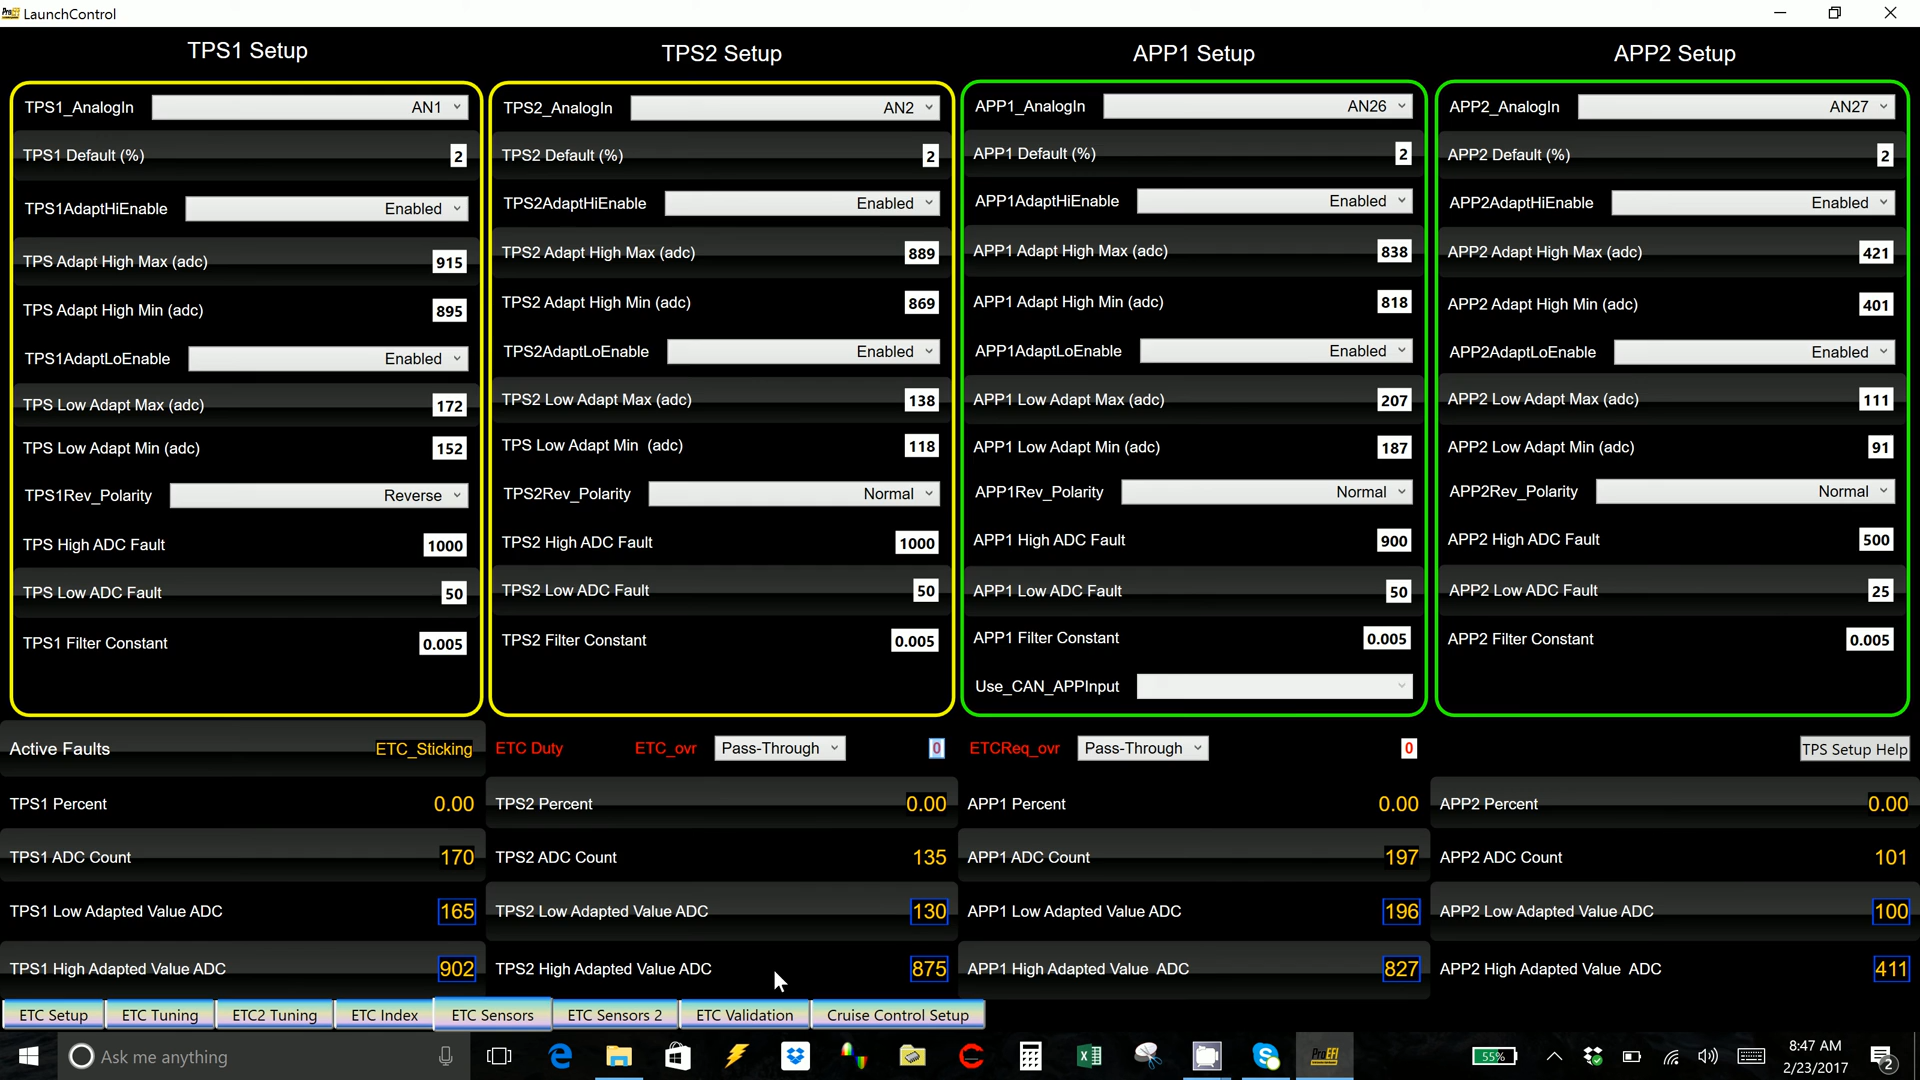 LaunchControl
TPS1 Setup
TPS2 Setup
APP1 Setup
APP2 Setup
TPS1_AnalogIn AN1
TPS1 Default (%) 2
TPS1AdaptHiEnable Enabled
TPS Adapt High Max (adc) 915
TPS Adapt High Min (adc) 895
TPS1AdaptLoEnable Enabled
TPS Low Adapt Max (adc) 172
TPS Low Adapt Min (adc) 152
TPS1Rev_Polarity Reverse
TPS High ADC Fault 1000
TPS Low ADC Fault 50
TPS1 Filter Constant 0.005
TPS2_AnalogIn AN2
TPS2 Default (%) 2
TPS2AdaptHiEnable Enabled
TPS2 Adapt High Max (adc) 889
TPS2 Adapt High Min (adc) 869
TPS2AdaptLoEnable Enabled
TPS2 Low Adapt Max (adc) 138
TPS Low Adapt Min (adc) 118
TPS2Rev_Polarity Normal
TPS2 High ADC Fault 1000
TPS2 Low ADC Fault 50
TPS2 Filter Constant 0.005
APP1_AnalogIn AN26
APP1 Default (%) 2
APP1AdaptHiEnable Enabled
APP1 Adapt High Max (adc) 838
APP1 Adapt High Min (adc) 818
APP1AdaptLoEnable Enabled
APP1 Low Adapt Max (adc) 207
APP1 Low Adapt Min (adc) 187
APP1Rev_Polarity Normal
APP1 High ADC Fault 900
APP1 Low ADC Fault 50
APP1 Filter Constant 0.005
Use_CAN_APPInput
APP2_AnalogIn AN27
APP2 Default (%) 2
APP2AdaptHiEnable Enabled
APP2 Adapt High Max (adc) 421
APP2 Adapt High Min (adc) 401
APP2AdaptLoEnable Enabled
APP2 Low Adapt Max (adc) 111
APP2 Low Adapt Min (adc) 91
APP2Rev_Polarity Normal
APP2 High ADC Fault 500
APP2 Low ADC Fault 25
APP2 Filter Constant 0.005
Active Faults ETC_Sticking ETC Duty ETC_ovr Pass-Through 0 ETCReq_ovr Pass-Through 0 TPS Setup Help
TPS1 Percent 0.00 TPS2 Percent 0.00 APP1 Percent 0.00 APP2 Percent 0.00
TPS1 ADC Count 170 TPS2 ADC Count 135 APP1 ADC Count 197 APP2 ADC Count 101
TPS1 Low Adapted Value ADC 165 TPS2 Low Adapted Value ADC 130 APP1 Low Adapted Value ADC 196 APP2 Low Adapted Value ADC 100
TPS1 High Adapted Value ADC 902 TPS2 High Adapted Value ADC 875 APP1 High Adapted Value ADC 827 APP2 High Adapted Value ADC 411
ETC Setup ETC Tuning ETC2 Tuning ETC Index ETC Sensors ETC Sensors 2 ETC Validation Cruise Control Setup
Ask me anything ProEFI 55% 8:47 AM
2/23/2017 2